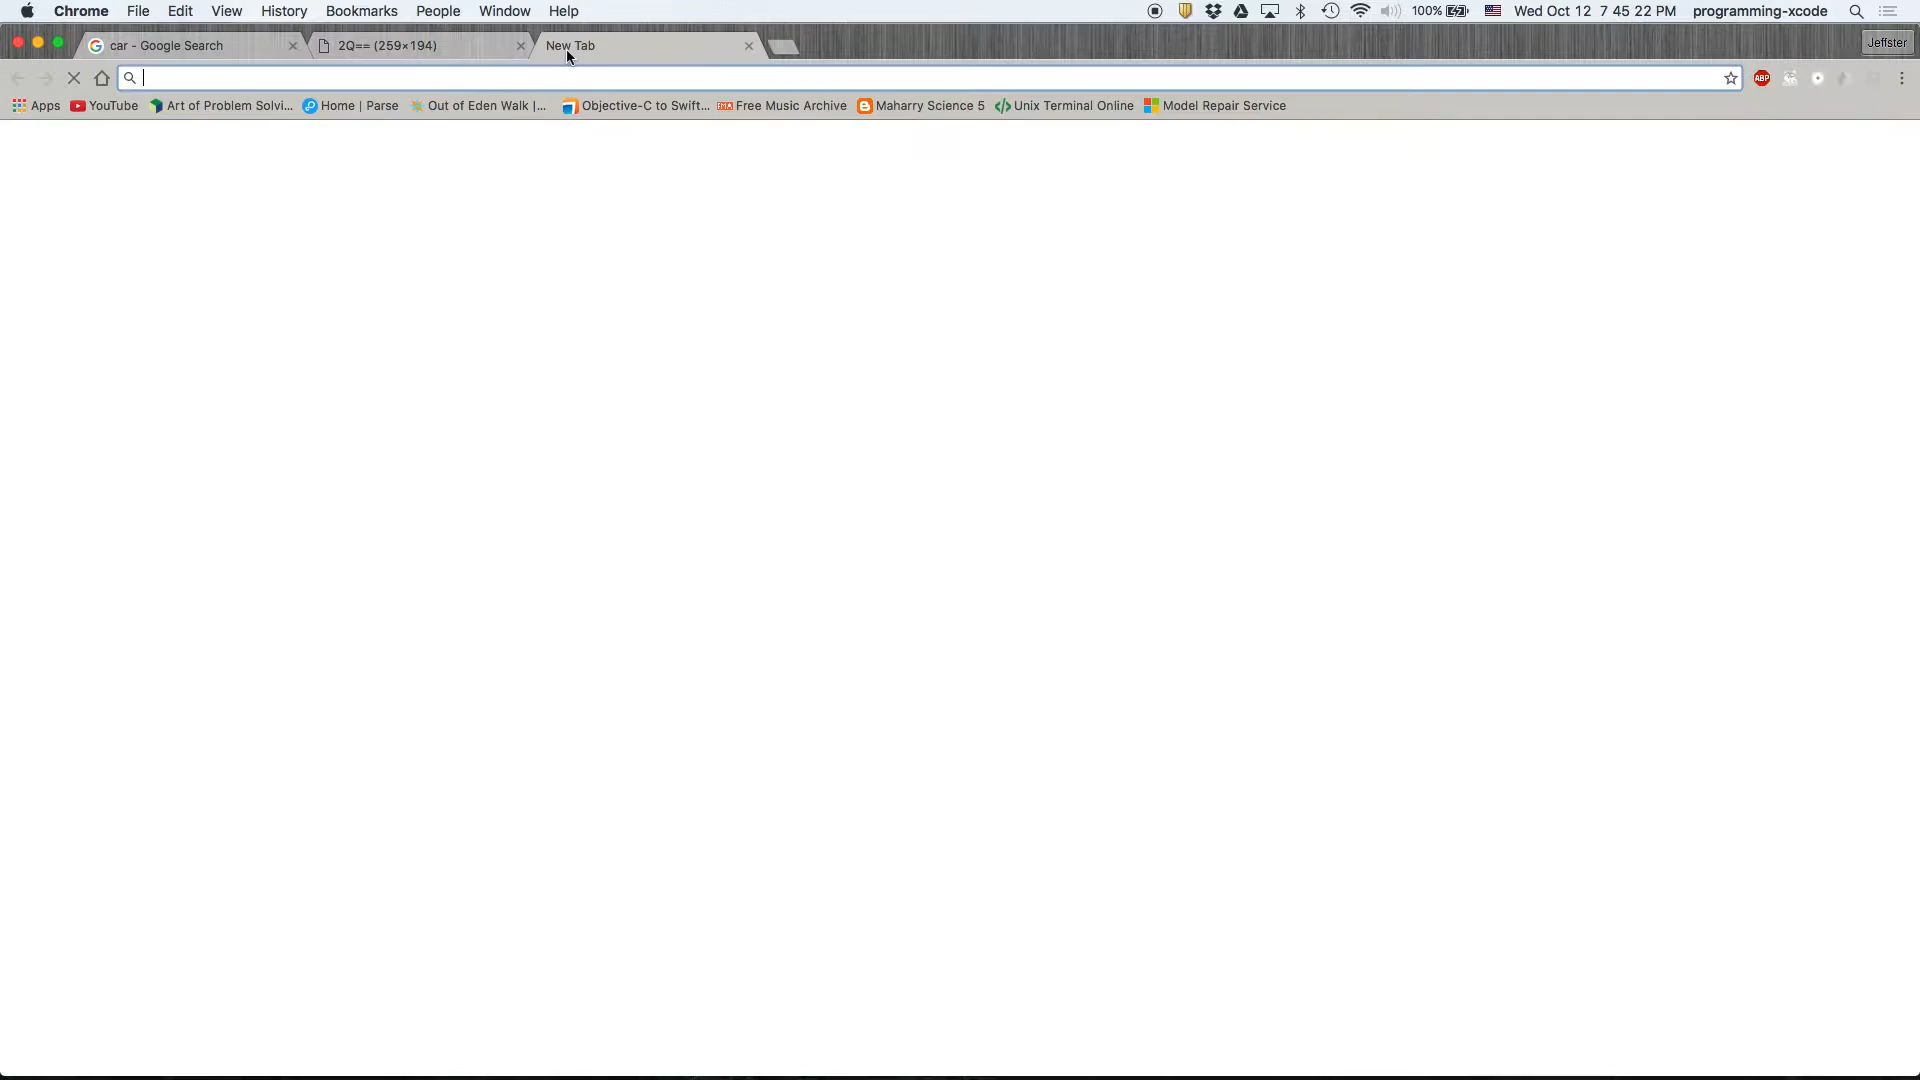 Chrome File Edit View History Bookmarks People Window Help 100% Wed Oct 12 7 45 22 PM programming-xcode
car - Google Search 2Q== (259×194) New Tab Jeffster
ABP
Apps YouTube Art of Problem Solvi... Home | Parse Out of Eden Walk |... Objective-C to Swift... FMA Free Music Archive Maharry Science 5 Unix Terminal Online Model Repair Service